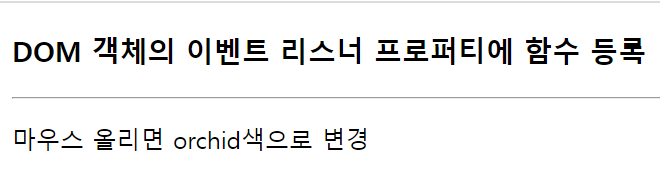 DOM 객체의 이벤트 리스너 프로퍼티에 함수 등록
마우스 올리면 orchid색으로 변경